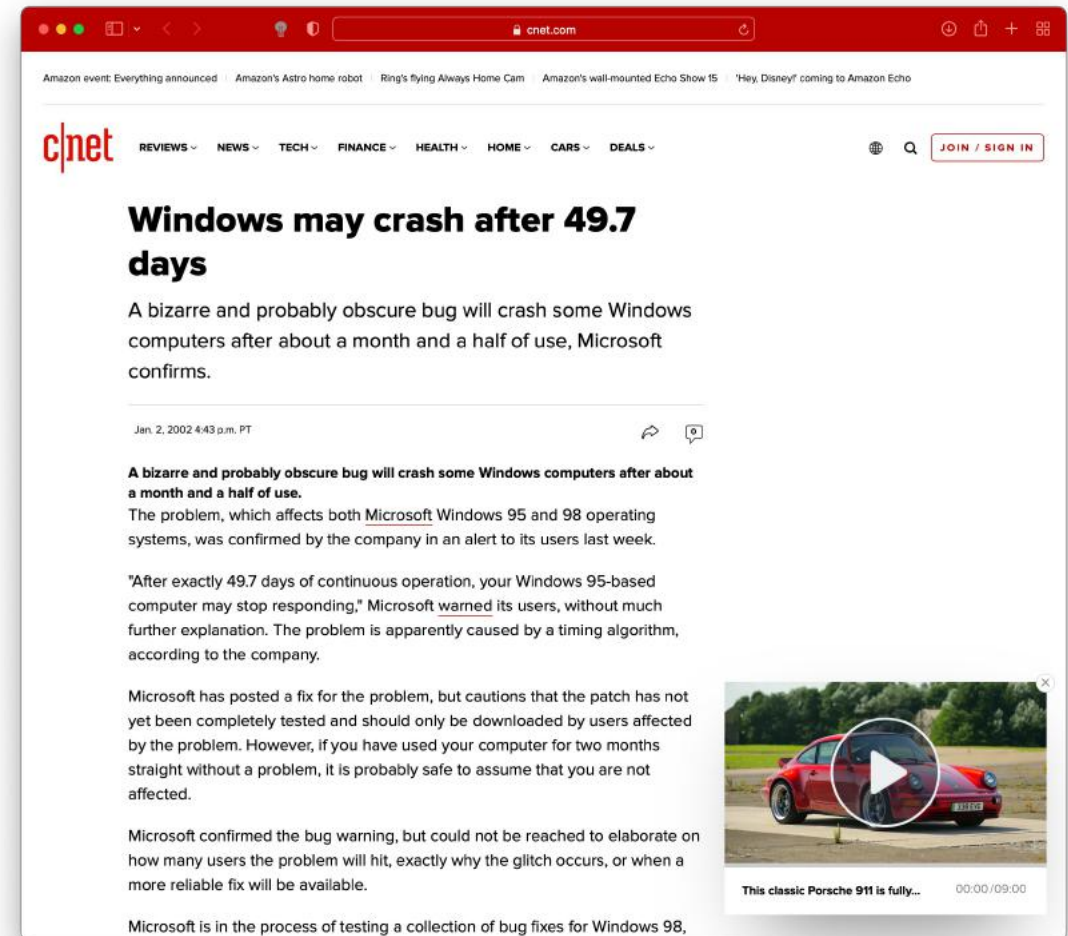 cnet.com
Amazon event: Everything announced Amazon's Astro home robot Ring's flying Always Home Cam Amazon's wall-mounted Echo Show 15 'Hey, Disney!' coming to Amazon Echo
c|net REVIEWS NEWS TECH FINANCE HEALTH HOME CARS DEALS JOIN / SIGN IN
Windows may crash after 49.7
days
A bizarre and probably obscure bug will crash some Windows
computers after about a month and a half of use, Microsoft
confirms.
Jan. 2, 2002 4:43 p.m. PT
0
A bizarre and probably obscure bug will crash some Windows computers after about
a month and a half of use.
The problem, which affects both Microsoft Windows 95 and 98 operating
systems, was confirmed by the company in an alert to its users last week.
"After exactly 49.7 days of continuous operation, your Windows 95-based
computer may stop responding," Microsoft warned its users, without much
further explanation. The problem is apparently caused by a timing algorithm,
according to the company.
Microsoft has posted a fix for the problem, but cautions that the patch has not
yet been completely tested and should only be downloaded by users affected
by the problem. However, if you have used your computer for two months
straight without a problem, it is probably safe to assume that you are not
affected.
Microsoft confirmed the bug warning, but could not be reached to elaborate on
how many users the problem will hit, exactly why the glitch occurs, or when a
more reliable fix will be available.
Microsoft is in the process of testing a collection of bug fixes for Windows 98,
This classic Porsche 911 is fully... 00:00/09:00